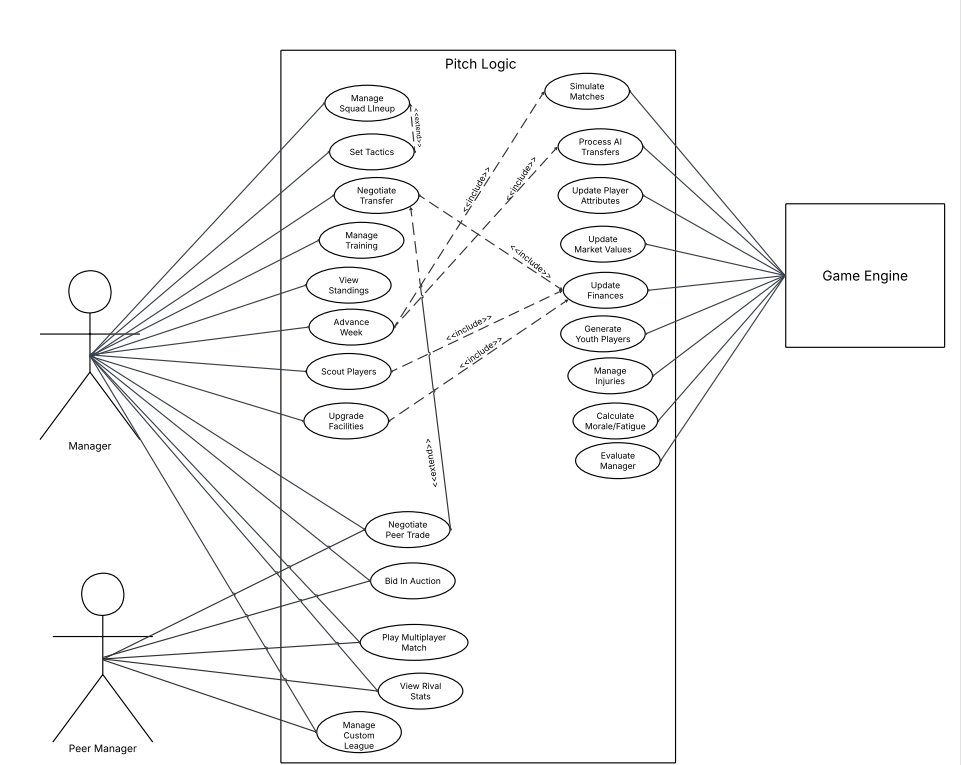 Pitch Logic
Manage
Squad LIneup
<<extend>>
Set Tactics
Negotiate
Transfer
Manage
Training
View
Standings
Advance
Week
Scout Players
Upgrade
Facilities
<<include>>
<<include>>
<<include>>
<<include>>
<<include>>
<<extend>>
Simulate
Matches
Process AI
Transfers
Update Player
Attributes
Update
Market Values
Update
Finances
Generate
Youth Players
Manage
Injuries
Calculate
Morale/Fatigue
Evaluate
Manager
Game Engine
Manager
Negotiate
Peer Trade
Bid In Auction
Play Multiplayer
Match
View Rival
Stats
Manage
Custom
League
Peer Manager